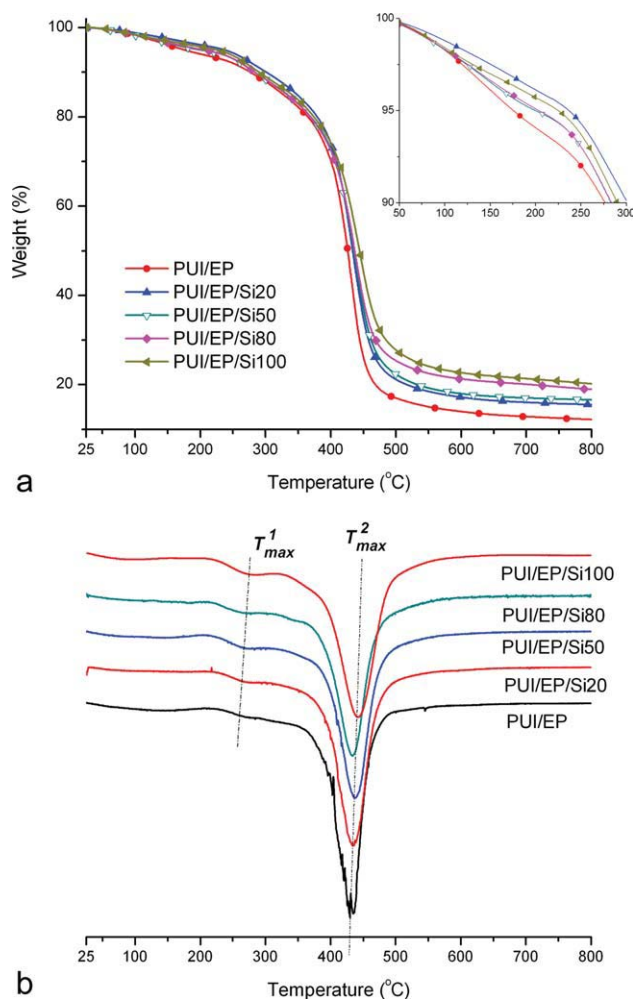 100
80
60
40
20
Weight (%)
PUI/EP
PUI/EP/Si20
PUI/EP/Si50
PUI/EP/Si80
PUI/EP/Si100
100
95
90
50 100 150 200 250 300
25 100 200 300 400 500 600 700 800
Temperature (°C)
a
T¹max T²max
PUI/EP/Si100
PUI/EP/Si80
PUI/EP/Si50
PUI/EP/Si20
PUI/EP
25 100 200 300 400 500 600 700 800
Temperature (°C)
b